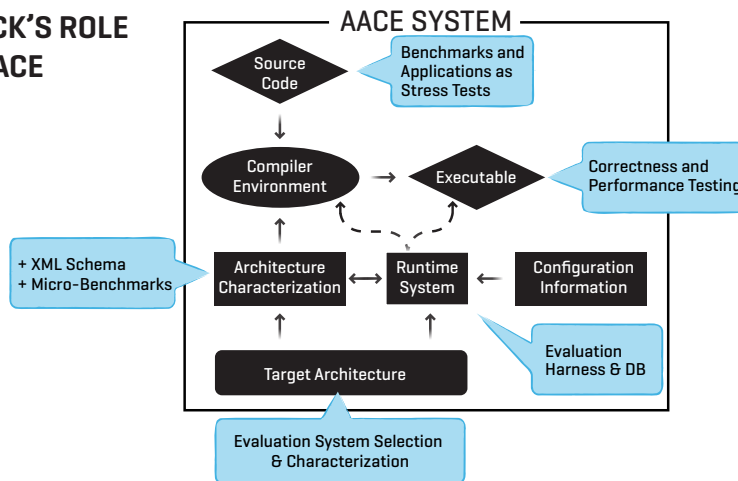 CK'S ROLE
ACE
AACE SYSTEM
Source
Code
Benchmarks and
Applications as
Stress Tests
Compiler
Environment
Executable
Correctness and
Performance Testing
+ XML Schema
+ Micro-Benchmarks
Architecture
Characterization
Runtime
System
Configuration
Information
Target Architecture
Evaluation
Harness & DB
Evaluation System Selection
& Characterization